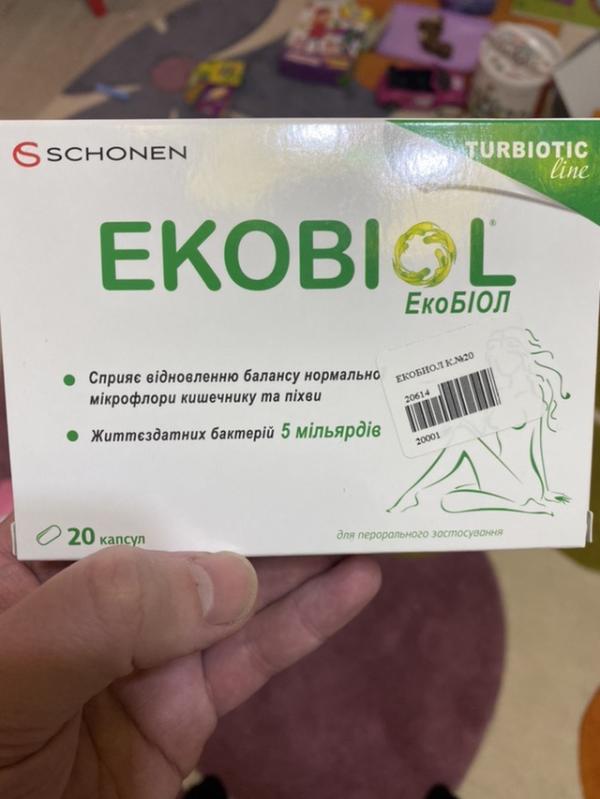 SCHONEN
TURBIOTIC
line
EKOBIOL®
ЕкоБІОЛ
Сприяє відновленню балансу нормально
мікрофлори кишечнику та піхви
Життєздатних бактерій 5 мільярдів
ЕКОБИОЛ К.№20
20614
20001
20 капсул
для перорального застосування